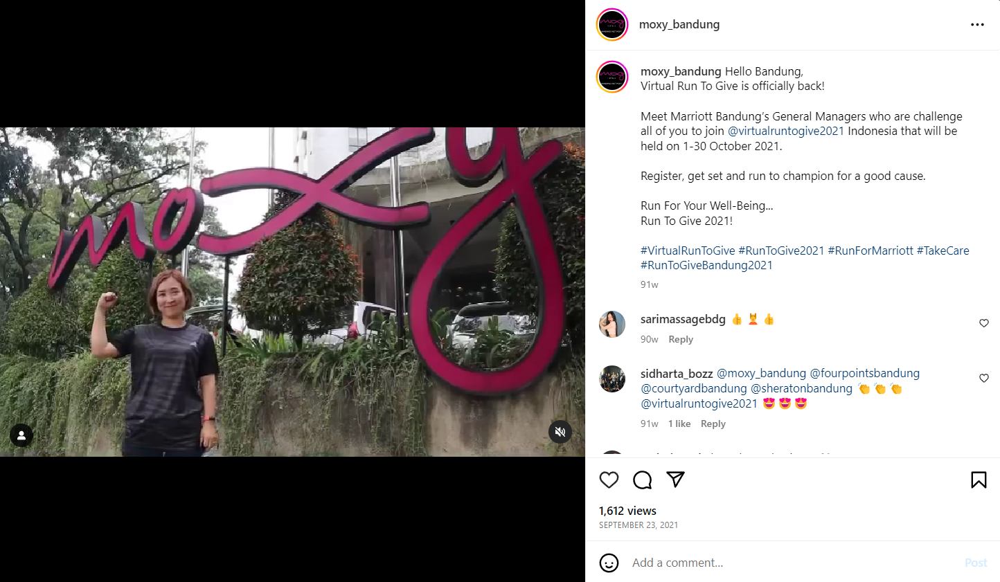 moxy
moxy_bandung
moxy_bandung Hello Bandung,
Virtual Run To Give is officially back!
Meet Marriott Bandung’s General Managers who are challenge
all of you to join @virtualruntogive2021 Indonesia that will be
held on 1-30 October 2021.
Register, get set and run to champion for a good cause.
Run For Your Well-Being...
Run To Give 2021!
#VirtualRunToGive #RunToGive2021 #RunForMarriott #TakeCare
#RunToGiveBandung2021
91w
sarimassagebdg 👍 💆 👍
90w Reply
sidharta_bozz @moxy_bandung @fourpointsbandung
@courtyardbandung @sheratonbandung 👏 👏 👏
@virtualruntogive2021 😍 😍 😍
91w 1 like Reply
1,612 views
SEPTEMBER 23, 2021
Add a comment...
Post